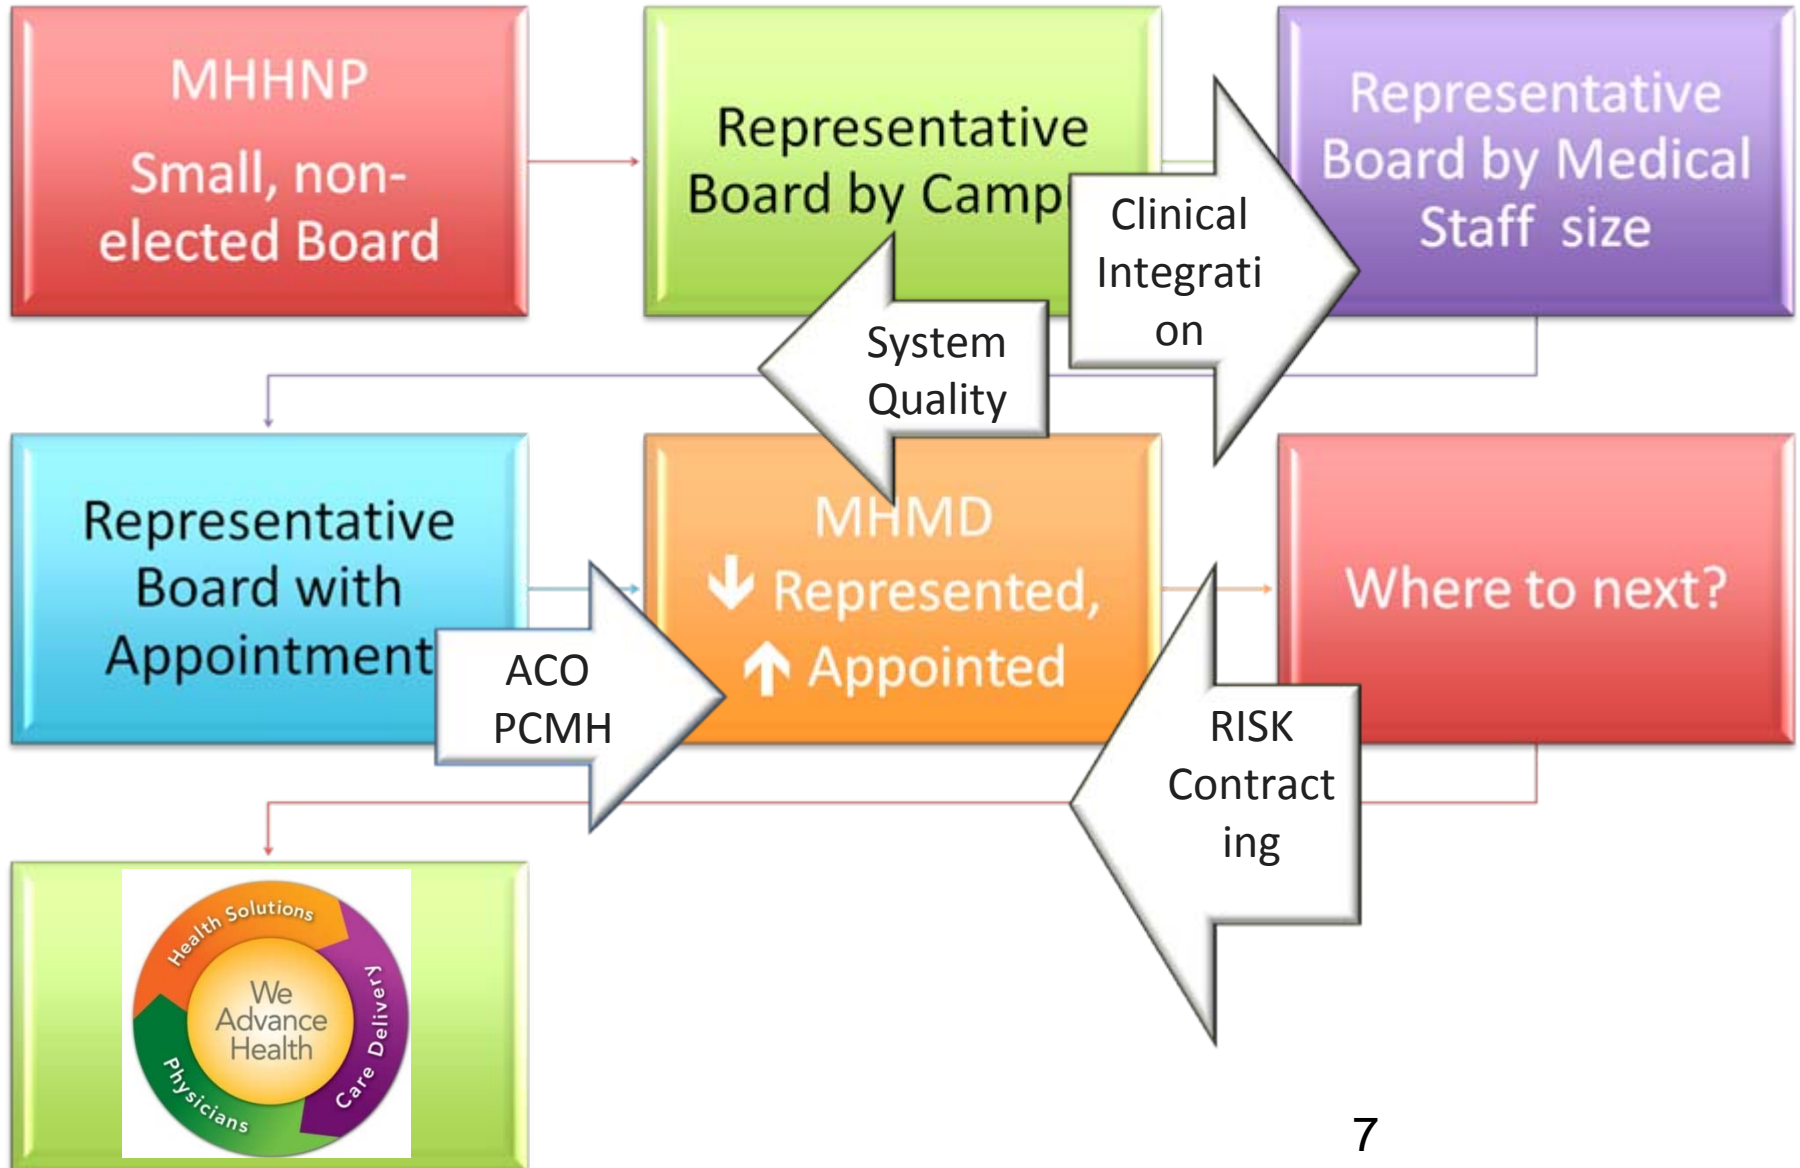 MHHNP
Small, non-
elected Board
Representative
Board by Camp
Clinical
Integrati
on
Representative
Board by Medical
Staff size
System
Quality
Representative
Board with
Appointment
ACO
PCMH
MHMD
↓ Represented,
↑ Appointed
RISK
Contract
ing
Where to next?
Health Solutions
Care Delivery
Physicians
We
Advance
Health
7